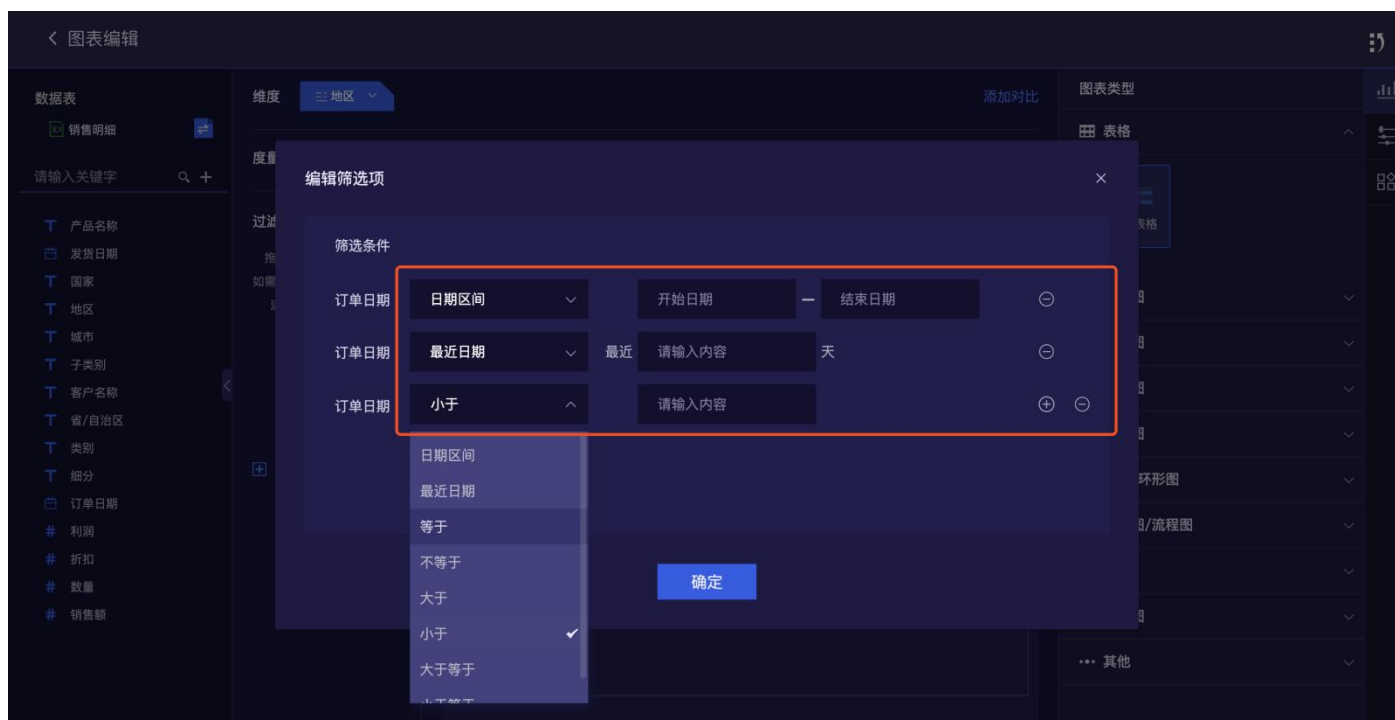 图表编辑
数据表
销售明细
请输入关键字
产品名称
发货日期
国家
地区
城市
子类别
客户名称
省/自治区
类别
细分
订单日期
利润
折扣
数量
销售额
维度
地区
添加对比
度量
过滤
拖
如需
图表类型
表格
表格
环形图
图/流程图
其他
编辑筛选项
筛选条件
订单日期 日期区间 开始日期 — 结束日期
订单日期 最近日期 最近 请输入内容 天
订单日期 小于 请输入内容
日期区间
最近日期
等于
不等于
大于
小于
大于等于
小于等于
确定